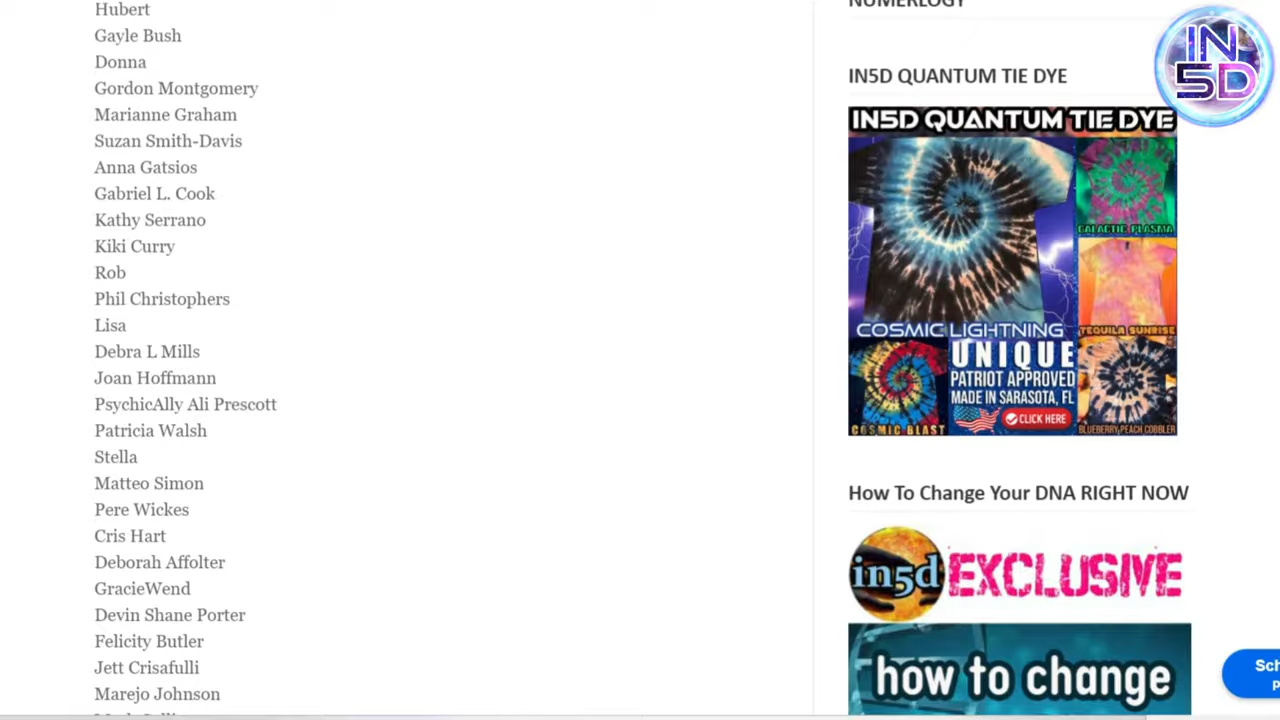 Hubert
Gayle Bush
Donna
Gordon Montgomery
Marianne Graham
Suzan Smith-Davis
Anna Gatsios
Gabriel L. Cook
Kathy Serrano
Kiki Curry
Rob
Phil Christophers
Lisa
Debra L Mills
Joan Hoffmann
PsychicAlly Ali Prescott
Patricia Walsh
Stella
Matteo Simon
Pere Wickes
Cris Hart
Deborah Affolter
GracieWend
Devin Shane Porter
Felicity Butler
Jett Crisafulli
Marejo Johnson
NUMERLOGY
IN5D QUANTUM TIE DYE
IN5D QUANTUM TIE DYE
GALACTIC PLASMA
COSMIC LIGHTNING
TEQUILA SUNRISE
UNIQUE
PATRIOT APPROVED
MADE IN SARASOTA, FL
CLICK HERE
COSMIC BLAST
BLUEBERRY PEACH COBBLER
How To Change Your DNA RIGHT NOW
in5d EXCLUSIVE
how to change
IN
5D